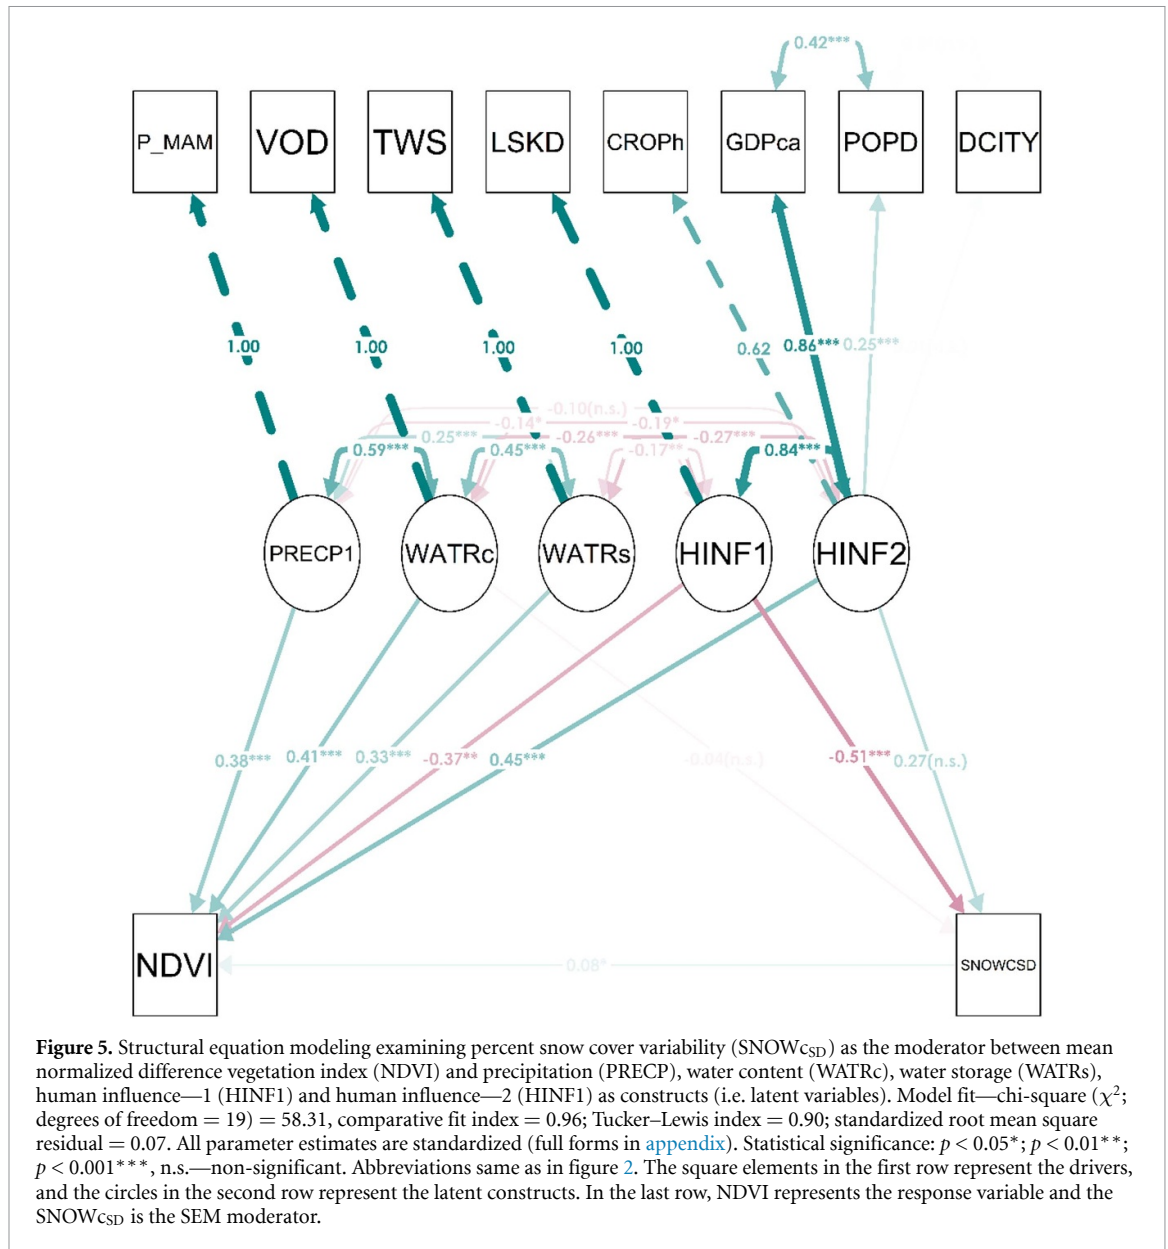 0.42***
P_MAM VOD TWS LSKD CROPh GDPca POPD DCITY
1.00 1.00 1.00 1.00 0.62 0.86*** 0.25***
-0.10(n.s.)
-0.14* -0.19*
0.25*** -0.26*** -0.27***
0.59*** 0.45*** -0.17** 0.84***
PRECP1 WATRc WATRs HINF1 HINF2
0.38*** 0.41*** 0.33*** -0.37** 0.45*** -0.04(n.s.) -0.51*** 0.27(n.s.)
NDVI 0.08* SNOWCSD
Figure 5. Structural equation modeling examining percent snow cover variability (SNOWcSD) as the moderator between mean
normalized difference vegetation index (NDVI) and precipitation (PRECP), water content (WATRc), water storage (WATRs),
human influence—1 (HINF1) and human influence—2 (HINF1) as constructs (i.e. latent variables). Model fit—chi-square (χ²;
degrees of freedom = 19) = 58.31, comparative fit index = 0.96; Tucker–Lewis index = 0.90; standardized root mean square
residual = 0.07. All parameter estimates are standardized (full forms in appendix). Statistical significance: p < 0.05*; p < 0.01**;
p < 0.001***, n.s.—non-significant. Abbreviations same as in figure 2. The square elements in the first row represent the drivers,
and the circles in the second row represent the latent constructs. In the last row, NDVI represents the response variable and the
SNOWcSD is the SEM moderator.